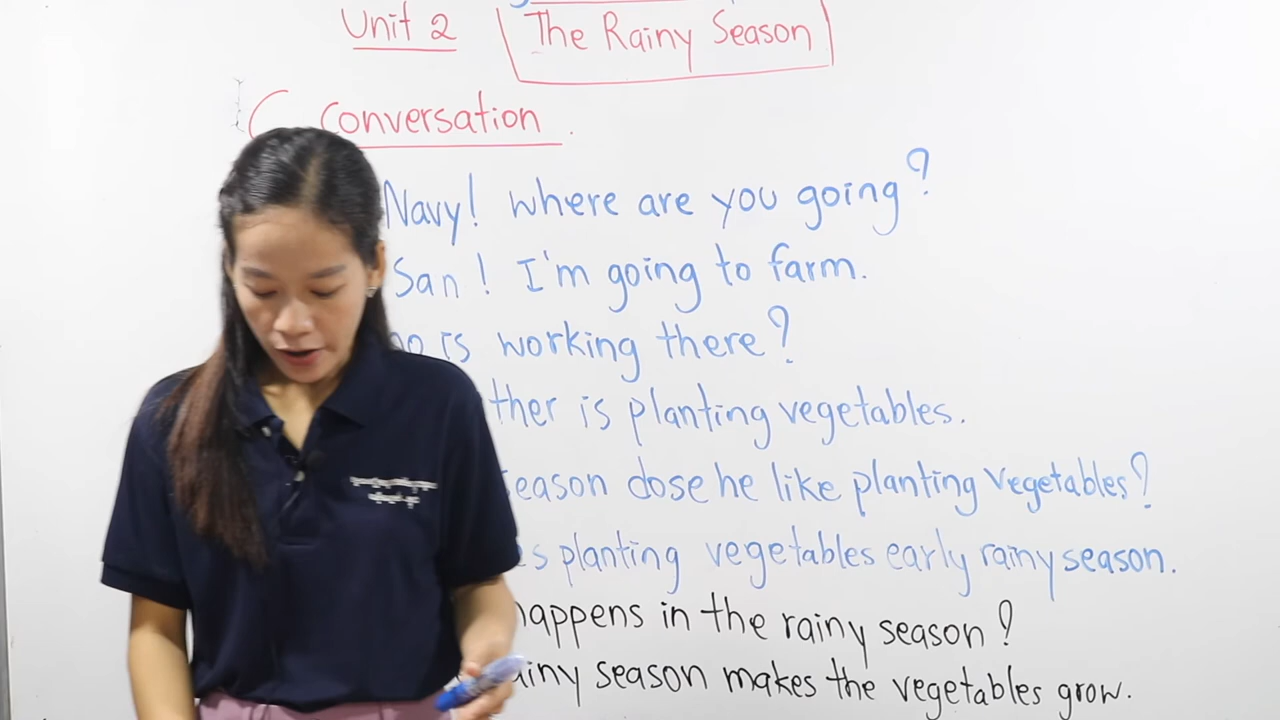 Unit 2 The Rainy Season
C conversation .
Navy! where are you going?
San! I'm going to farm.
is working there?
is planting vegetables.
dose he like planting vegetables?
planting vegetables early rainy season.
happens in the rainy season?
season makes the vegetables grow.